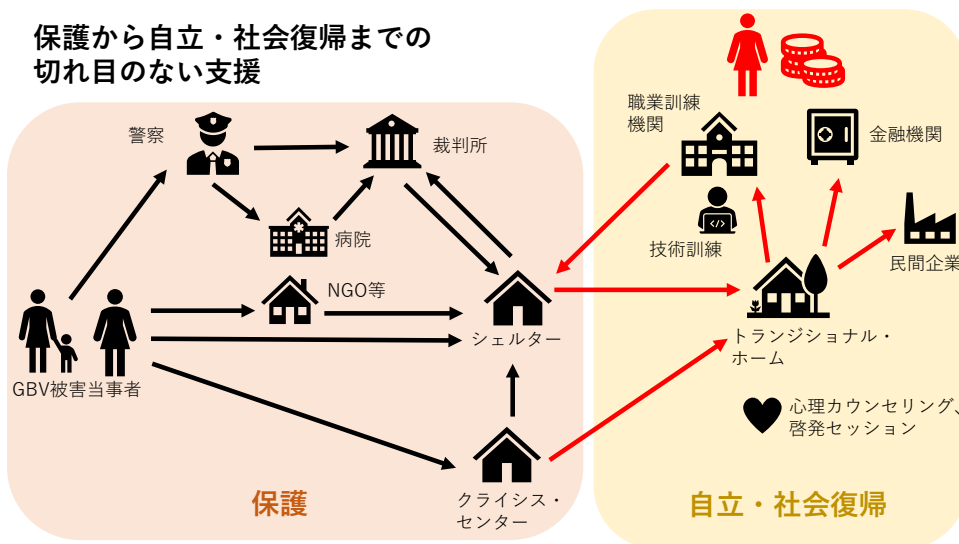 保護から自立・社会復帰までの
切れ目のない支援
警察
裁判所
病院
NGO等
シェルター
GBV被害当事者
クライシス・
センター
保護
職業訓練
機関
金融機関
技術訓練
民間企業
トランジショナル・
ホーム
心理カウンセリング、
啓発セッション
自立・社会復帰